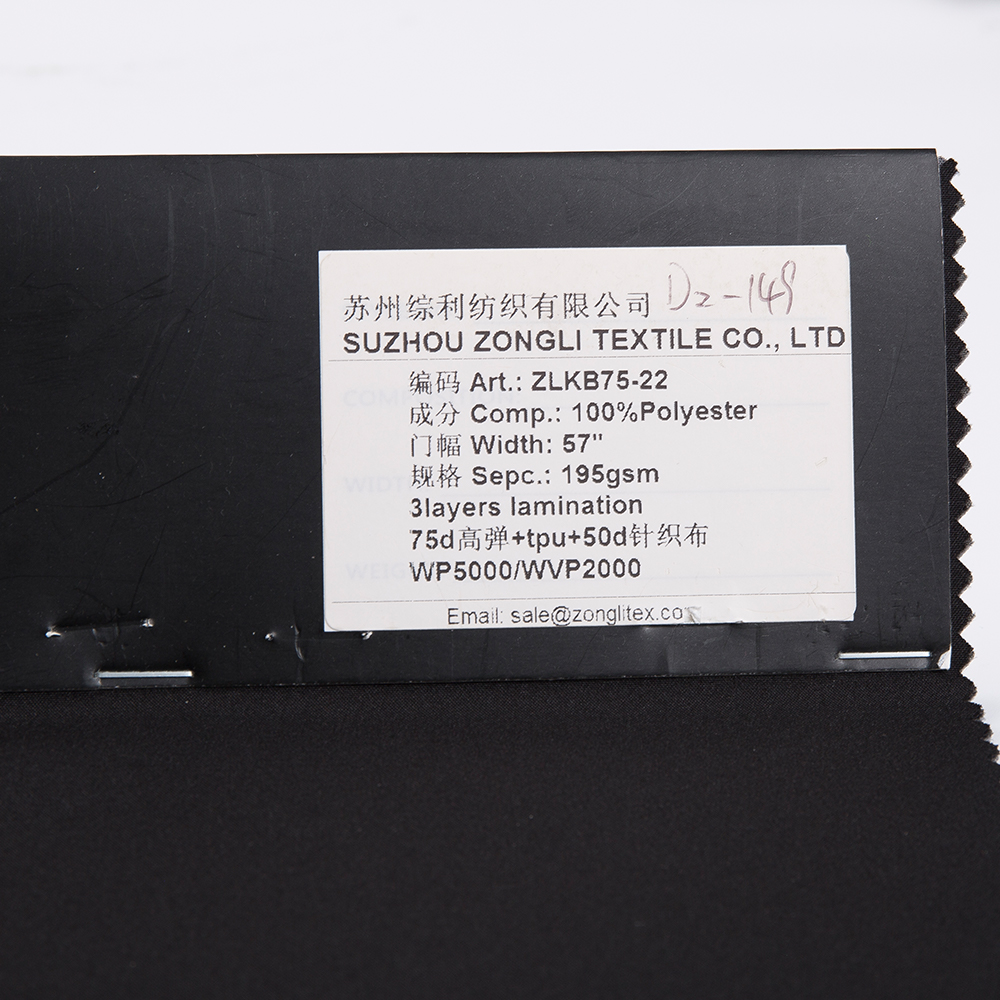 苏州综利纺织有限公司 D2-149
SUZHOU ZONGLI TEXTILE CO., LTD
编码 Art.: ZLKB75-22
成分 Comp.: 100%Polyester
门幅 Width: 57"
规格 Sepc.: 195gsm
3layers lamination
75d高弹+tpu+50d针织布
WP5000/WVP2000
Email: sale@zonglitex.co